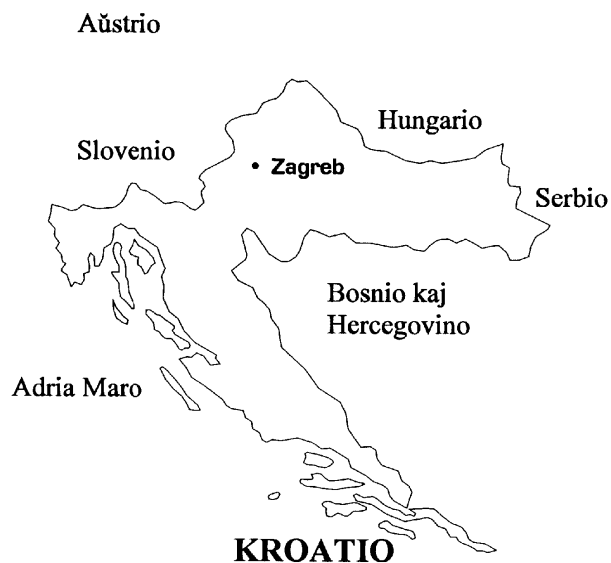 Aŭstrio
Hungario
Slovenio
Zagreb
Serbio
Bosnio kaj
Hercegovino
Adria Maro
KROATIO